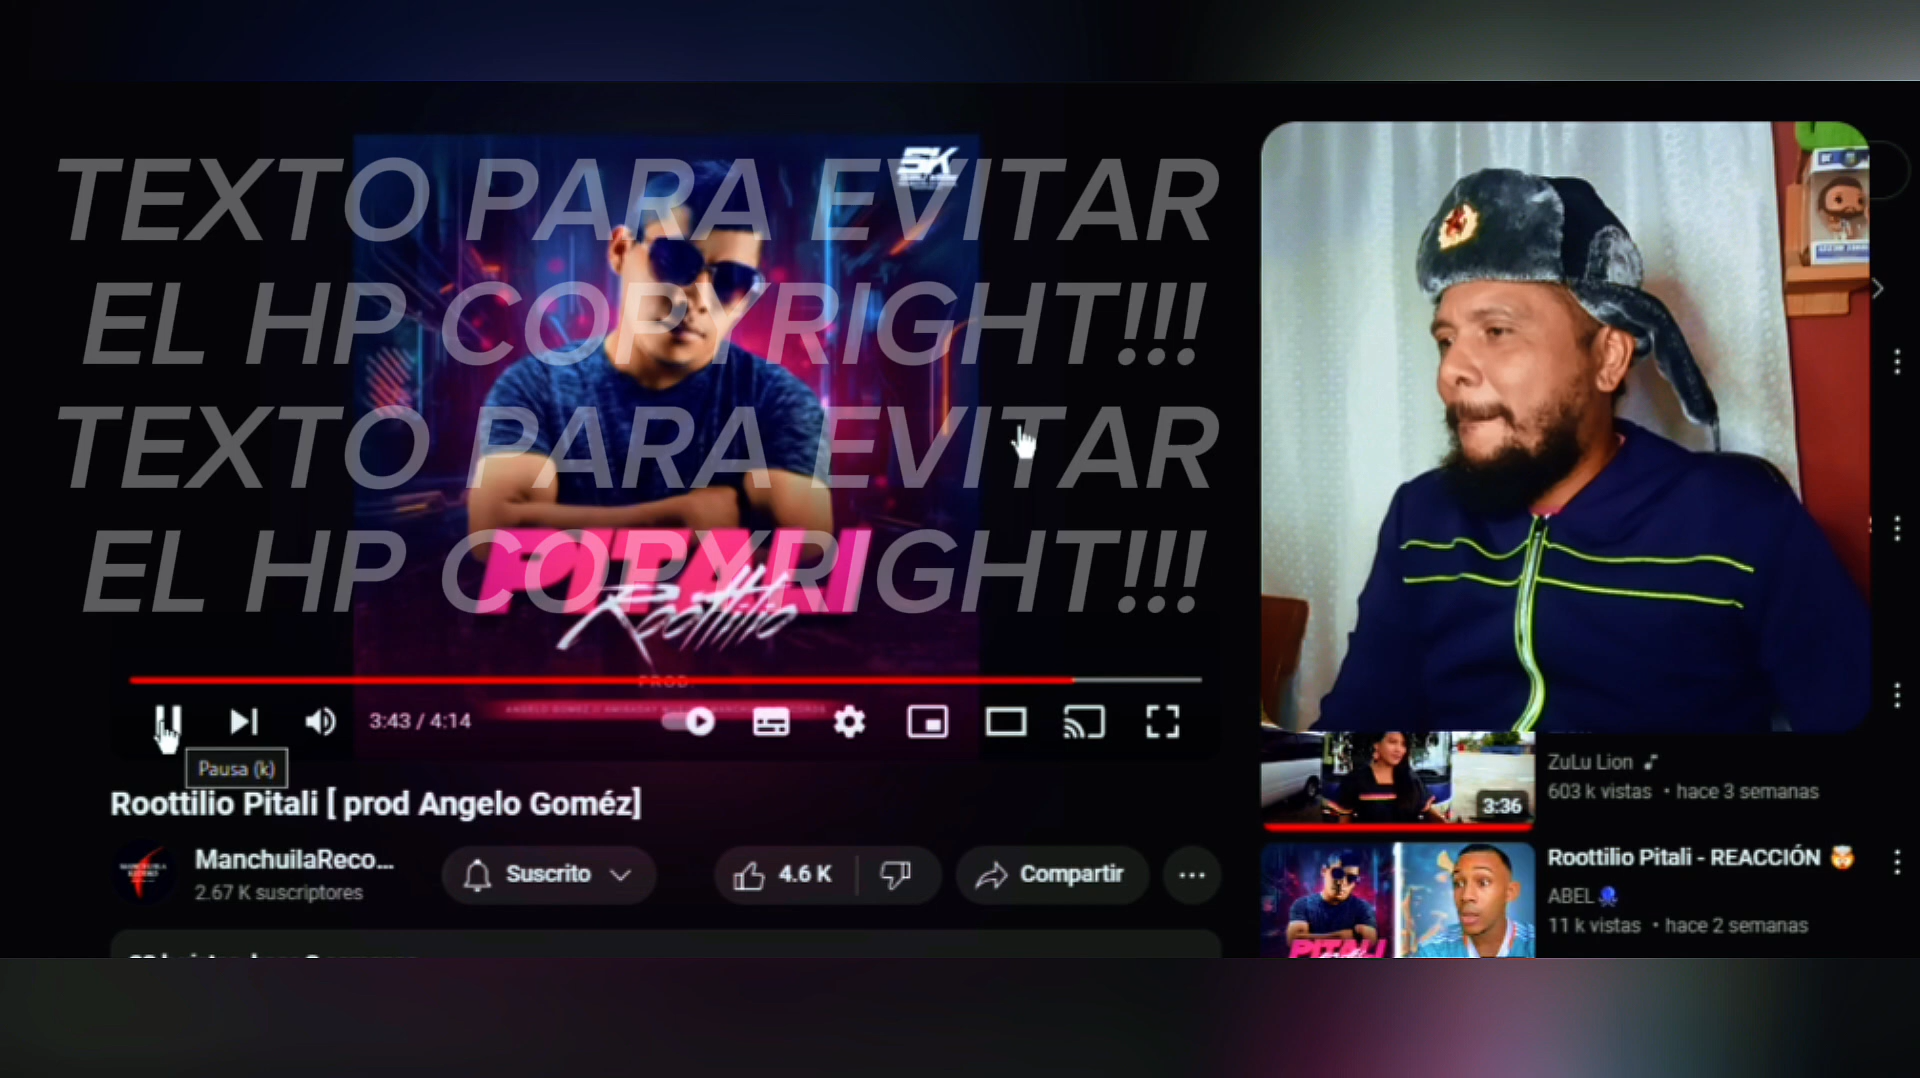 TEXTO PARA EVITAR
EL HP COPYRIGHT!!!
TEXTO PARA EVITAR
EL HP COPYRIGHT!!!
5K
PITALI
Roottilio
PROD.
3:43 / 4:14
Pausa (k)
Roottilio Pitali [ prod Angelo Goméz]
ManchuilaReco...
2.67 K suscriptores
Suscrito
4.6 K
Compartir
3:36
ZuLu Lion
603 k vistas • hace 3 semanas
Roottilio Pitali - REACCIÓN
ABEL
11 k vistas • hace 2 semanas
PITALI